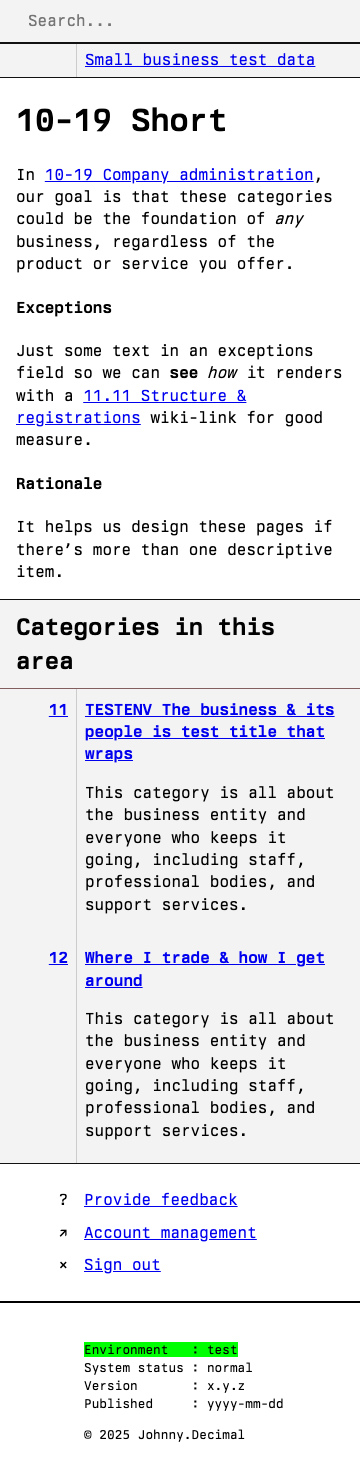 Search...
Small business test data
10-19 Short
In 10-19 Company administration,
our goal is that these categories
could be the foundation of any
business, regardless of the
product or service you offer.
Exceptions
Just some text in an exceptions
field so we can see how it renders
with a 11.11 Structure &
registrations wiki-link for good
measure.
Rationale
It helps us design these pages if
there’s more than one descriptive
item.
Categories in this
area
11 TESTENV The business & its
people is test title that
wraps
This category is all about
the business entity and
everyone who keeps it
going, including staff,
professional bodies, and
support services.
12 Where I trade & how I get
around
This category is all about
the business entity and
everyone who keeps it
going, including staff,
professional bodies, and
support services.
? Provide feedback
↗ Account management
× Sign out
Environment : test
System status : normal
Version : x.y.z
Published : yyyy-mm-dd
© 2025 Johnny.Decimal